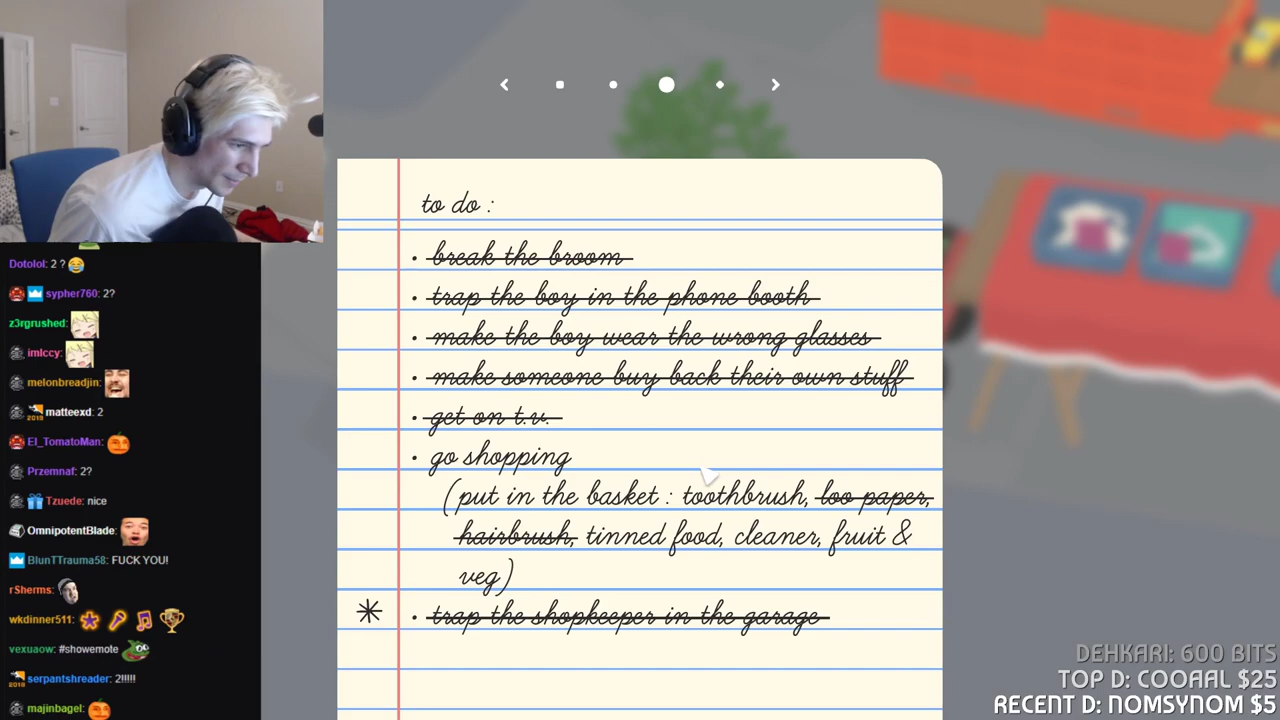 Dotolol: 2 ?
sypher760: 2?
z3rgrushed:
imlccy:
melonbreadjin:
2019 matteexd: 2
El_TomatoMan:
Przemnaf: 2?
Tzuede: nice
OmnipotentBlade:
BlunTTrauma58: FUCK YOU!
rSherms:
wkdinner511:
vexuaow: #showemote
2019 serpantshreader: 2!!!!!
majinbagel:
to do :
• break the broom
• trap the boy in the phone booth
• make the boy wear the wrong glasses
• make someone buy back their own stuff
• get on t.v.
• go shopping
(put in the basket : toothbrush, loo paper,
hairbrush, tinned food, cleaner, fruit &
veg)
• trap the shopkeeper in the garage
DEHKARI: 600 BITS
TOP D: COOAAL $25
RECENT D: NOMSYNOM $5